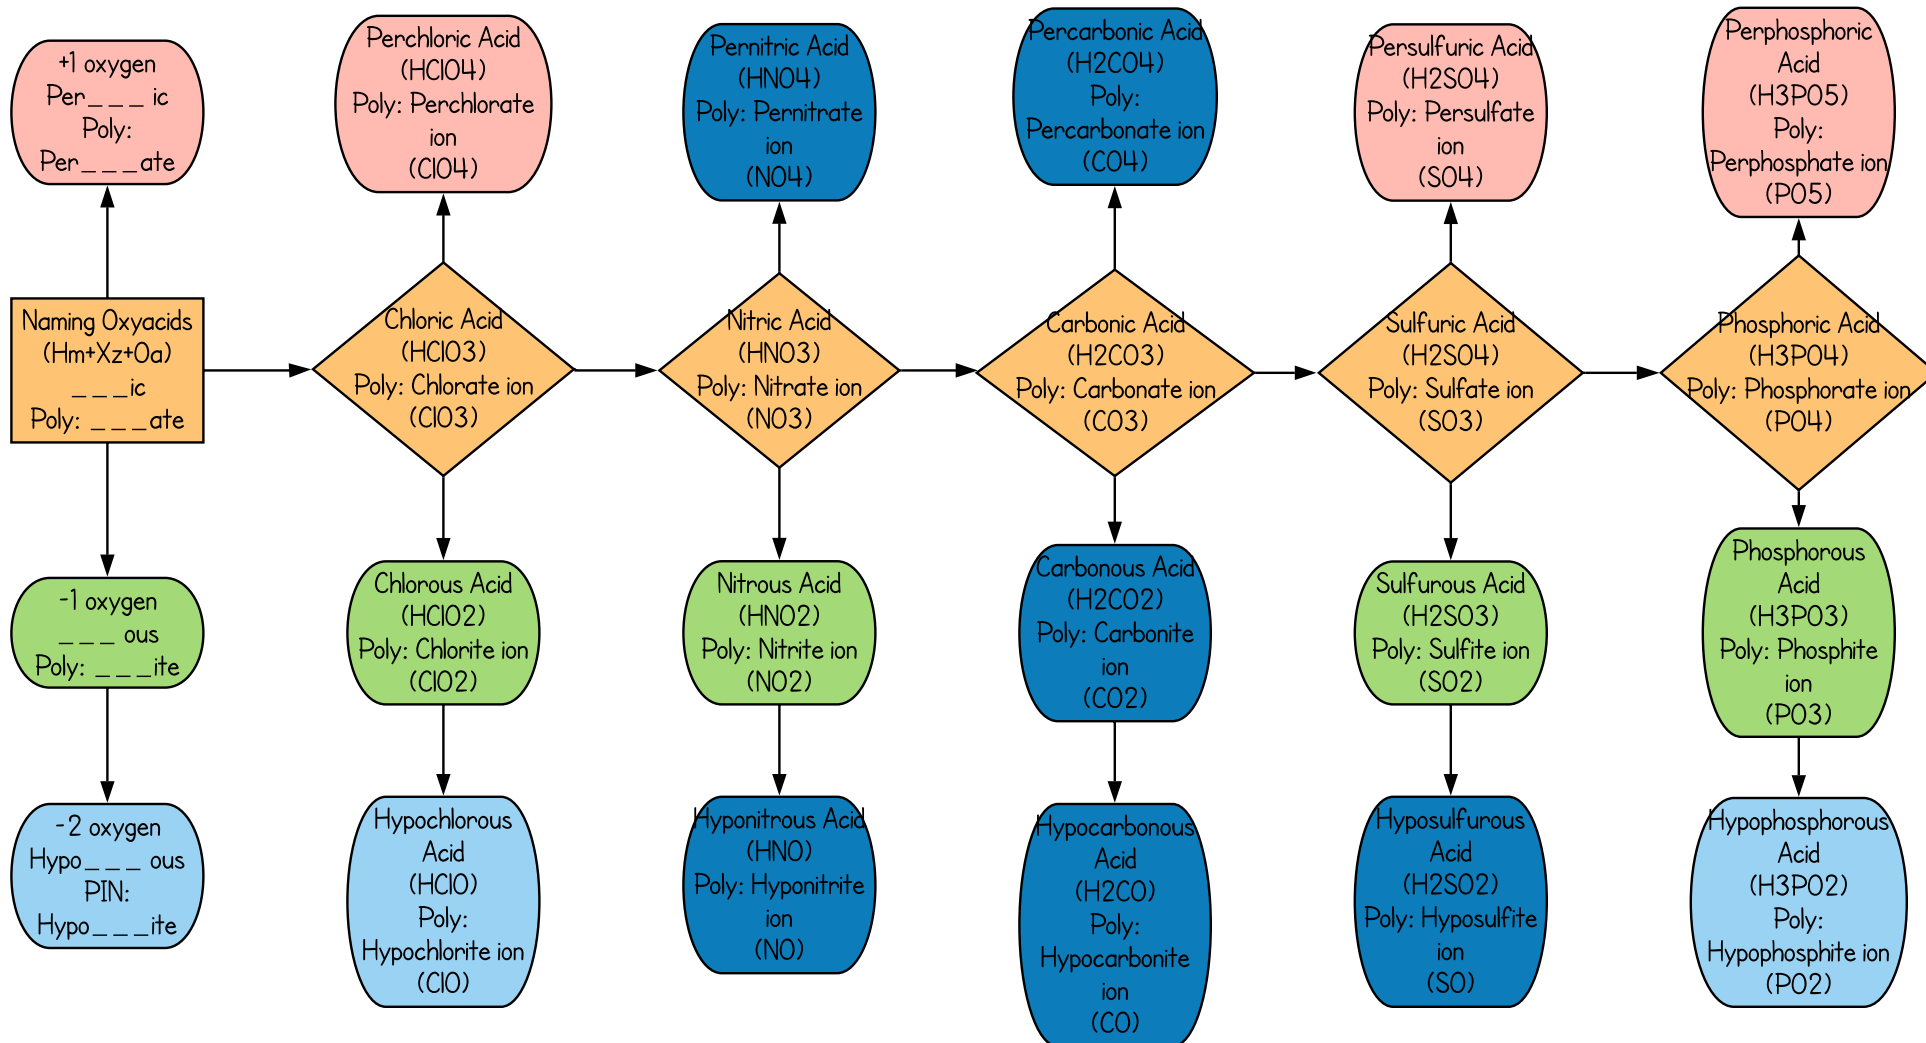 +1 oxygen
Per_ _ _ ic
Poly:
Per_ _ _ate
Perchloric Acid
(HClO4)
Poly: Perchlorate
ion
(ClO4)
Pernitric Acid
(HNO4)
Poly: Pernitrate
ion
(NO4)
Percarbonic Acid
(H2CO4)
Poly:
Percarbonate ion
(CO4)
Persulfuric Acid
(H2SO4)
Poly: Persulfate
ion
(SO4)
Perphosphoric
Acid
(H3PO5)
Poly:
Perphosphate ion
(PO5)
Naming Oxyacids
(Hm+Xz+Oa)
_ _ _ic
Poly: _ _ _ate
Chloric Acid
(HClO3)
Poly: Chlorate ion
(ClO3)
Nitric Acid
(HNO3)
Poly: Nitrate ion
(NO3)
Carbonic Acid
(H2CO3)
Poly: Carbonate ion
(CO3)
Sulfuric Acid
(H2SO4)
Poly: Sulfate ion
(SO3)
Phosphoric Acid
(H3PO4)
Poly: Phosphorate ion
(PO4)
-1 oxygen
_ _ _ ous
Poly: _ _ _ite
Chlorous Acid
(HClO2)
Poly: Chlorite ion
(ClO2)
Nitrous Acid
(HNO2)
Poly: Nitrite ion
(NO2)
Carbonous Acid
(H2CO2)
Poly: Carbonite
ion
(CO2)
Sulfurous Acid
(H2SO3)
Poly: Sulfite ion
(SO2)
Phosphorous
Acid
(H3PO3)
Poly: Phosphite
ion
(PO3)
-2 oxygen
Hypo_ _ _ ous
PIN:
Hypo_ _ _ite
Hypochlorous
Acid
(HClO)
Poly:
Hypochlorite ion
(ClO)
Hyponitrous Acid
(HNO)
Poly: Hyponitrite
ion
(NO)
Hypocarbonous
Acid
(H2CO)
Poly:
Hypocarbonite
ion
(CO)
Hyposulfurous
Acid
(H2SO2)
Poly: Hyposulfite
ion
(SO)
Hypophosphorous
Acid
(H3PO2)
Poly:
Hypophosphite ion
(PO2)